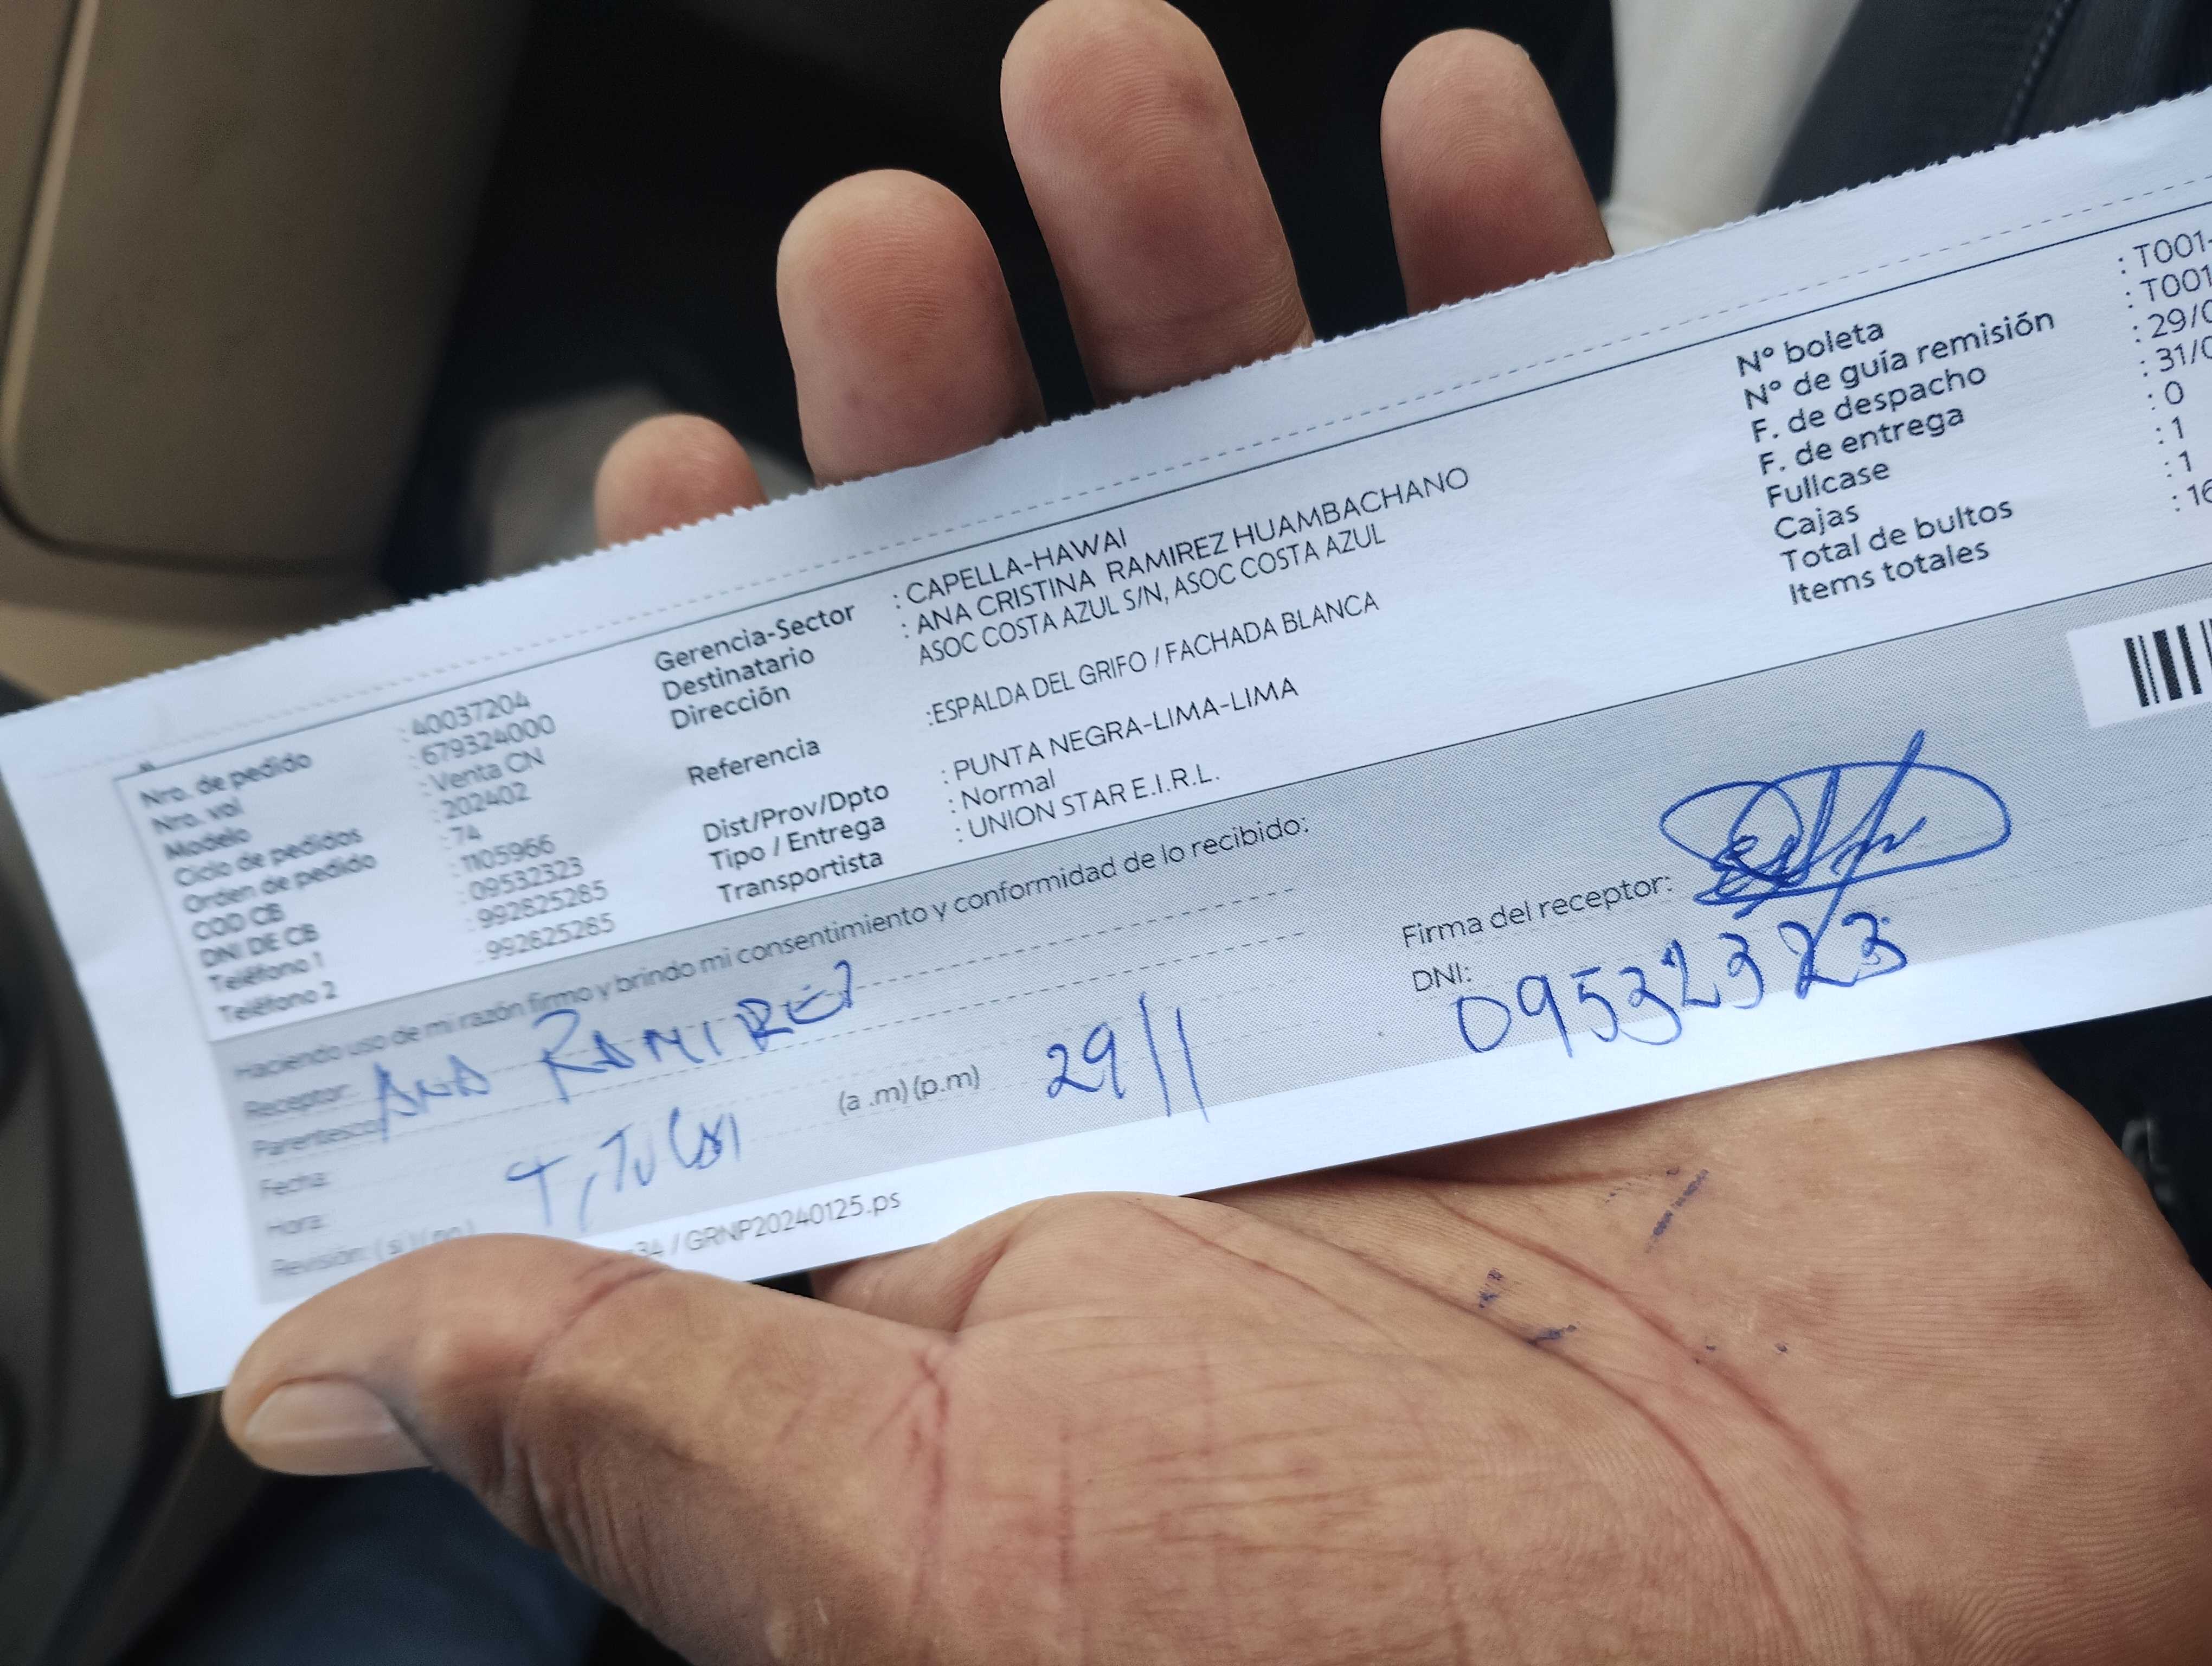 Nro. de pedido : 40037204
Nro. vol : 679324000
Modelo : Venta CN
Ciclo de pedidos : 202402
Orden de pedido : 74
COD CB : 1105966
DNI DE CB : 09532323
Teléfono 1 : 992825285
Teléfono 2 : 992825285
Gerencia-Sector : CAPELLA-HAWAI
Destinatario : ANA CRISTINA RAMIREZ HUAMBACHANO
Dirección ASOC COSTA AZUL S/N, ASOC COSTA AZUL
Referencia :ESPALDA DEL GRIFO / FACHADA BLANCA
Dist/Prov/Dpto : PUNTA NEGRA-LIMA-LIMA
Tipo / Entrega : Normal
Transportista : UNION STAR E.I.R.L.
N° boleta : T001-
N° de guía remisión : T001
F. de despacho : 29/0
F. de entrega : 31/0
Fullcase : 0
Cajas : 1
Total de bultos : 1
Items totales : 16
Haciendo uso de mi razón firmo y brindo mi consentimiento y conformidad de lo recibido:
Receptor: ANA RAMIREZ
Parentesco:
Fecha:
Hora: (a .m) (p.m) 29//
Revisión: ( si ) ( no ) TiTulaR
Firma del receptor:
DNI: 09532323
34 / GRNP20240125.ps